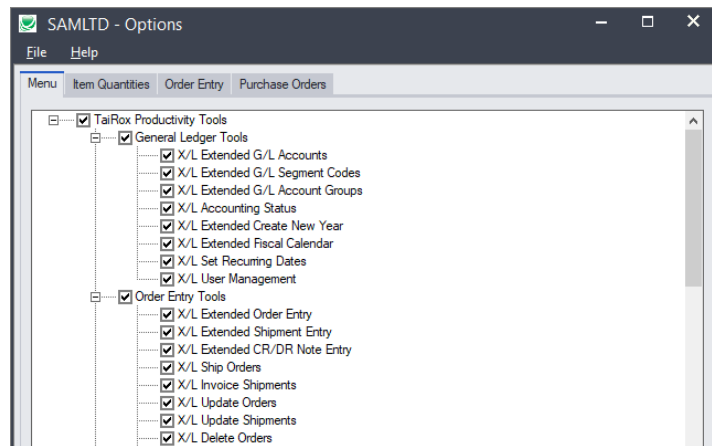 SAMLTD - Options
File Help
Menu Item Quantities Order Entry Purchase Orders
TaiRox Productivity Tools
General Ledger Tools
X/L Extended G/L Accounts
X/L Extended G/L Segment Codes
X/L Extended G/L Account Groups
X/L Accounting Status
X/L Extended Create New Year
X/L Extended Fiscal Calendar
X/L Set Recurring Dates
X/L User Management
Order Entry Tools
X/L Extended Order Entry
X/L Extended Shipment Entry
X/L Extended CR/DR Note Entry
X/L Ship Orders
X/L Invoice Shipments
X/L Update Orders
X/L Update Shipments
X/L Delete Orders